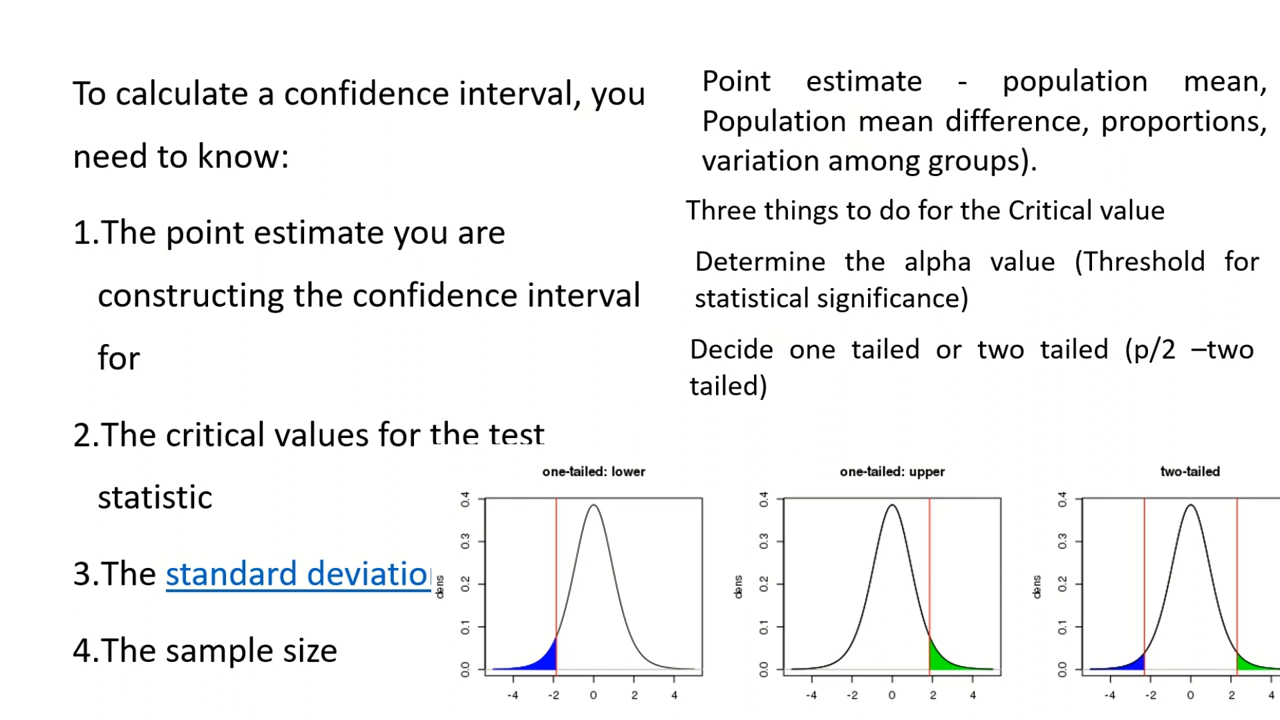 To calculate a confidence interval, you
need to know:
1.The point estimate you are
constructing the confidence interval
for
2.The critical values for the test
statistic
3.The standard deviatio
4.The sample size
Point estimate - population mean,
Population mean difference, proportions,
variation among groups).
Three things to do for the Critical value
Determine the alpha value (Threshold for
statistical significance)
Decide one tailed or two tailed (p/2 –two
tailed)
one-tailed: lower
dens
0.4
0.3
0.2
0.1
0.0
-4 -2 0 2 4
one-tailed: upper
dens
0.4
0.3
0.2
0.1
0.0
-4 -2 0 2 4
two-tailed
dens
0.4
0.3
0.2
0.1
0.0
-4 -2 0 2 4